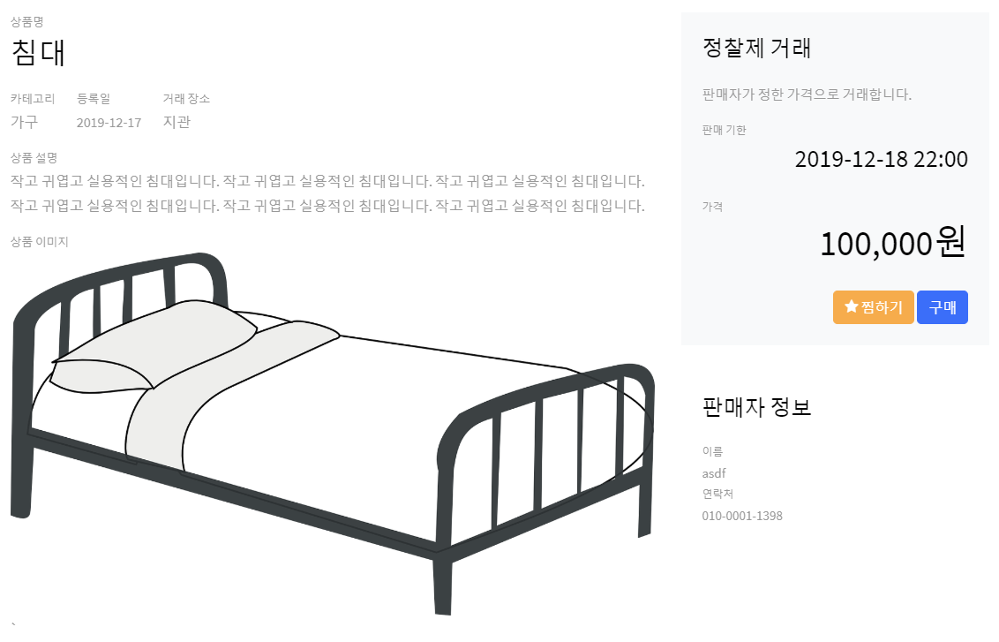 상품명
침대
카테고리 등록일 거래 장소
가구 2019-12-17 지관
상품 설명
작고 귀엽고 실용적인 침대입니다. 작고 귀엽고 실용적인 침대입니다. 작고 귀엽고 실용적인 침대입니다.
작고 귀엽고 실용적인 침대입니다. 작고 귀엽고 실용적인 침대입니다. 작고 귀엽고 실용적인 침대입니다.
상품 이미지
`
정찰제 거래
판매자가 정한 가격으로 거래합니다.
판매 기한
2019-12-18 22:00
가격
100,000원
찜하기 구매
판매자 정보
이름
asdf
연락처
010-0001-1398